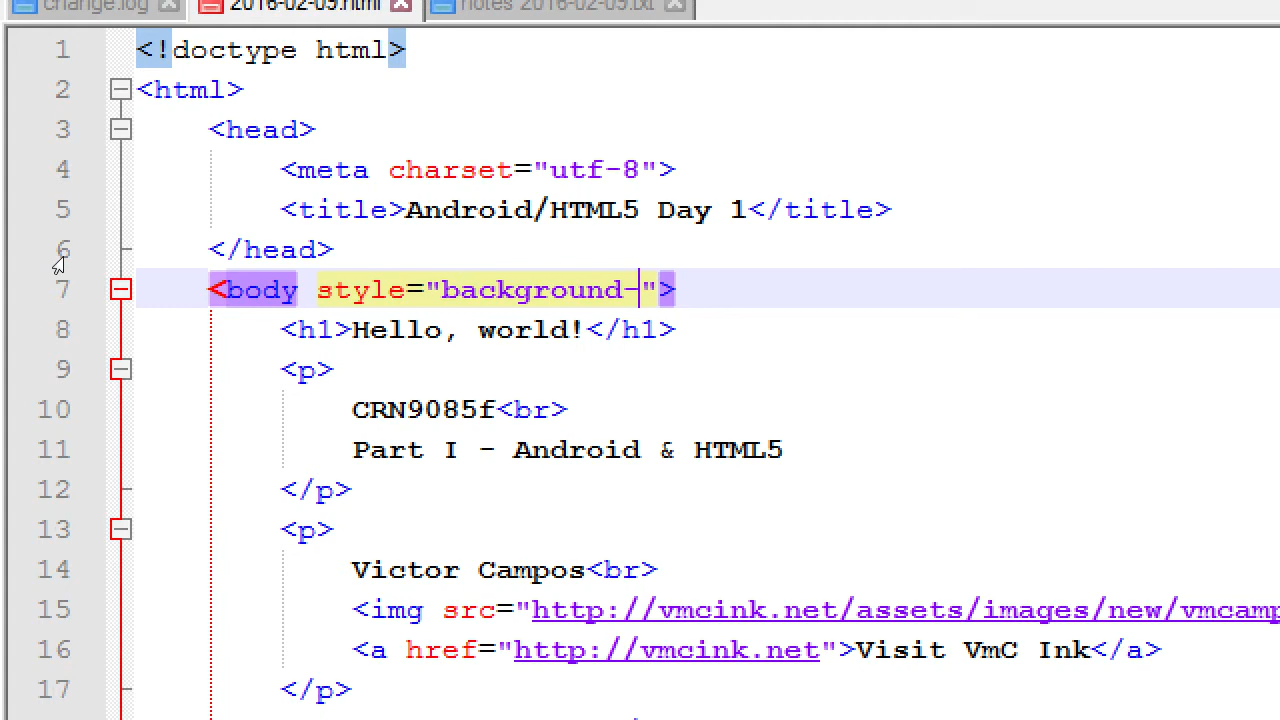 change.log 2016-02-09.html notes 2016-02-09.txt
1 <!doctype html>
2 <html>
3 <head>
4 <meta charset="utf-8">
5 <title>Android/HTML5 Day 1</title>
6 </head>
7 <body style="background-">
8 <h1>Hello, world!</h1>
9 <p>
10 CRN9085f<br>
11 Part I - Android & HTML5
12 </p>
13 <p>
14 Victor Campos<br>
15 <img src="http://vmcink.net/assets/images/new/vmcamp
16 <a href="http://vmcink.net">Visit VmC Ink</a>
17 </p>